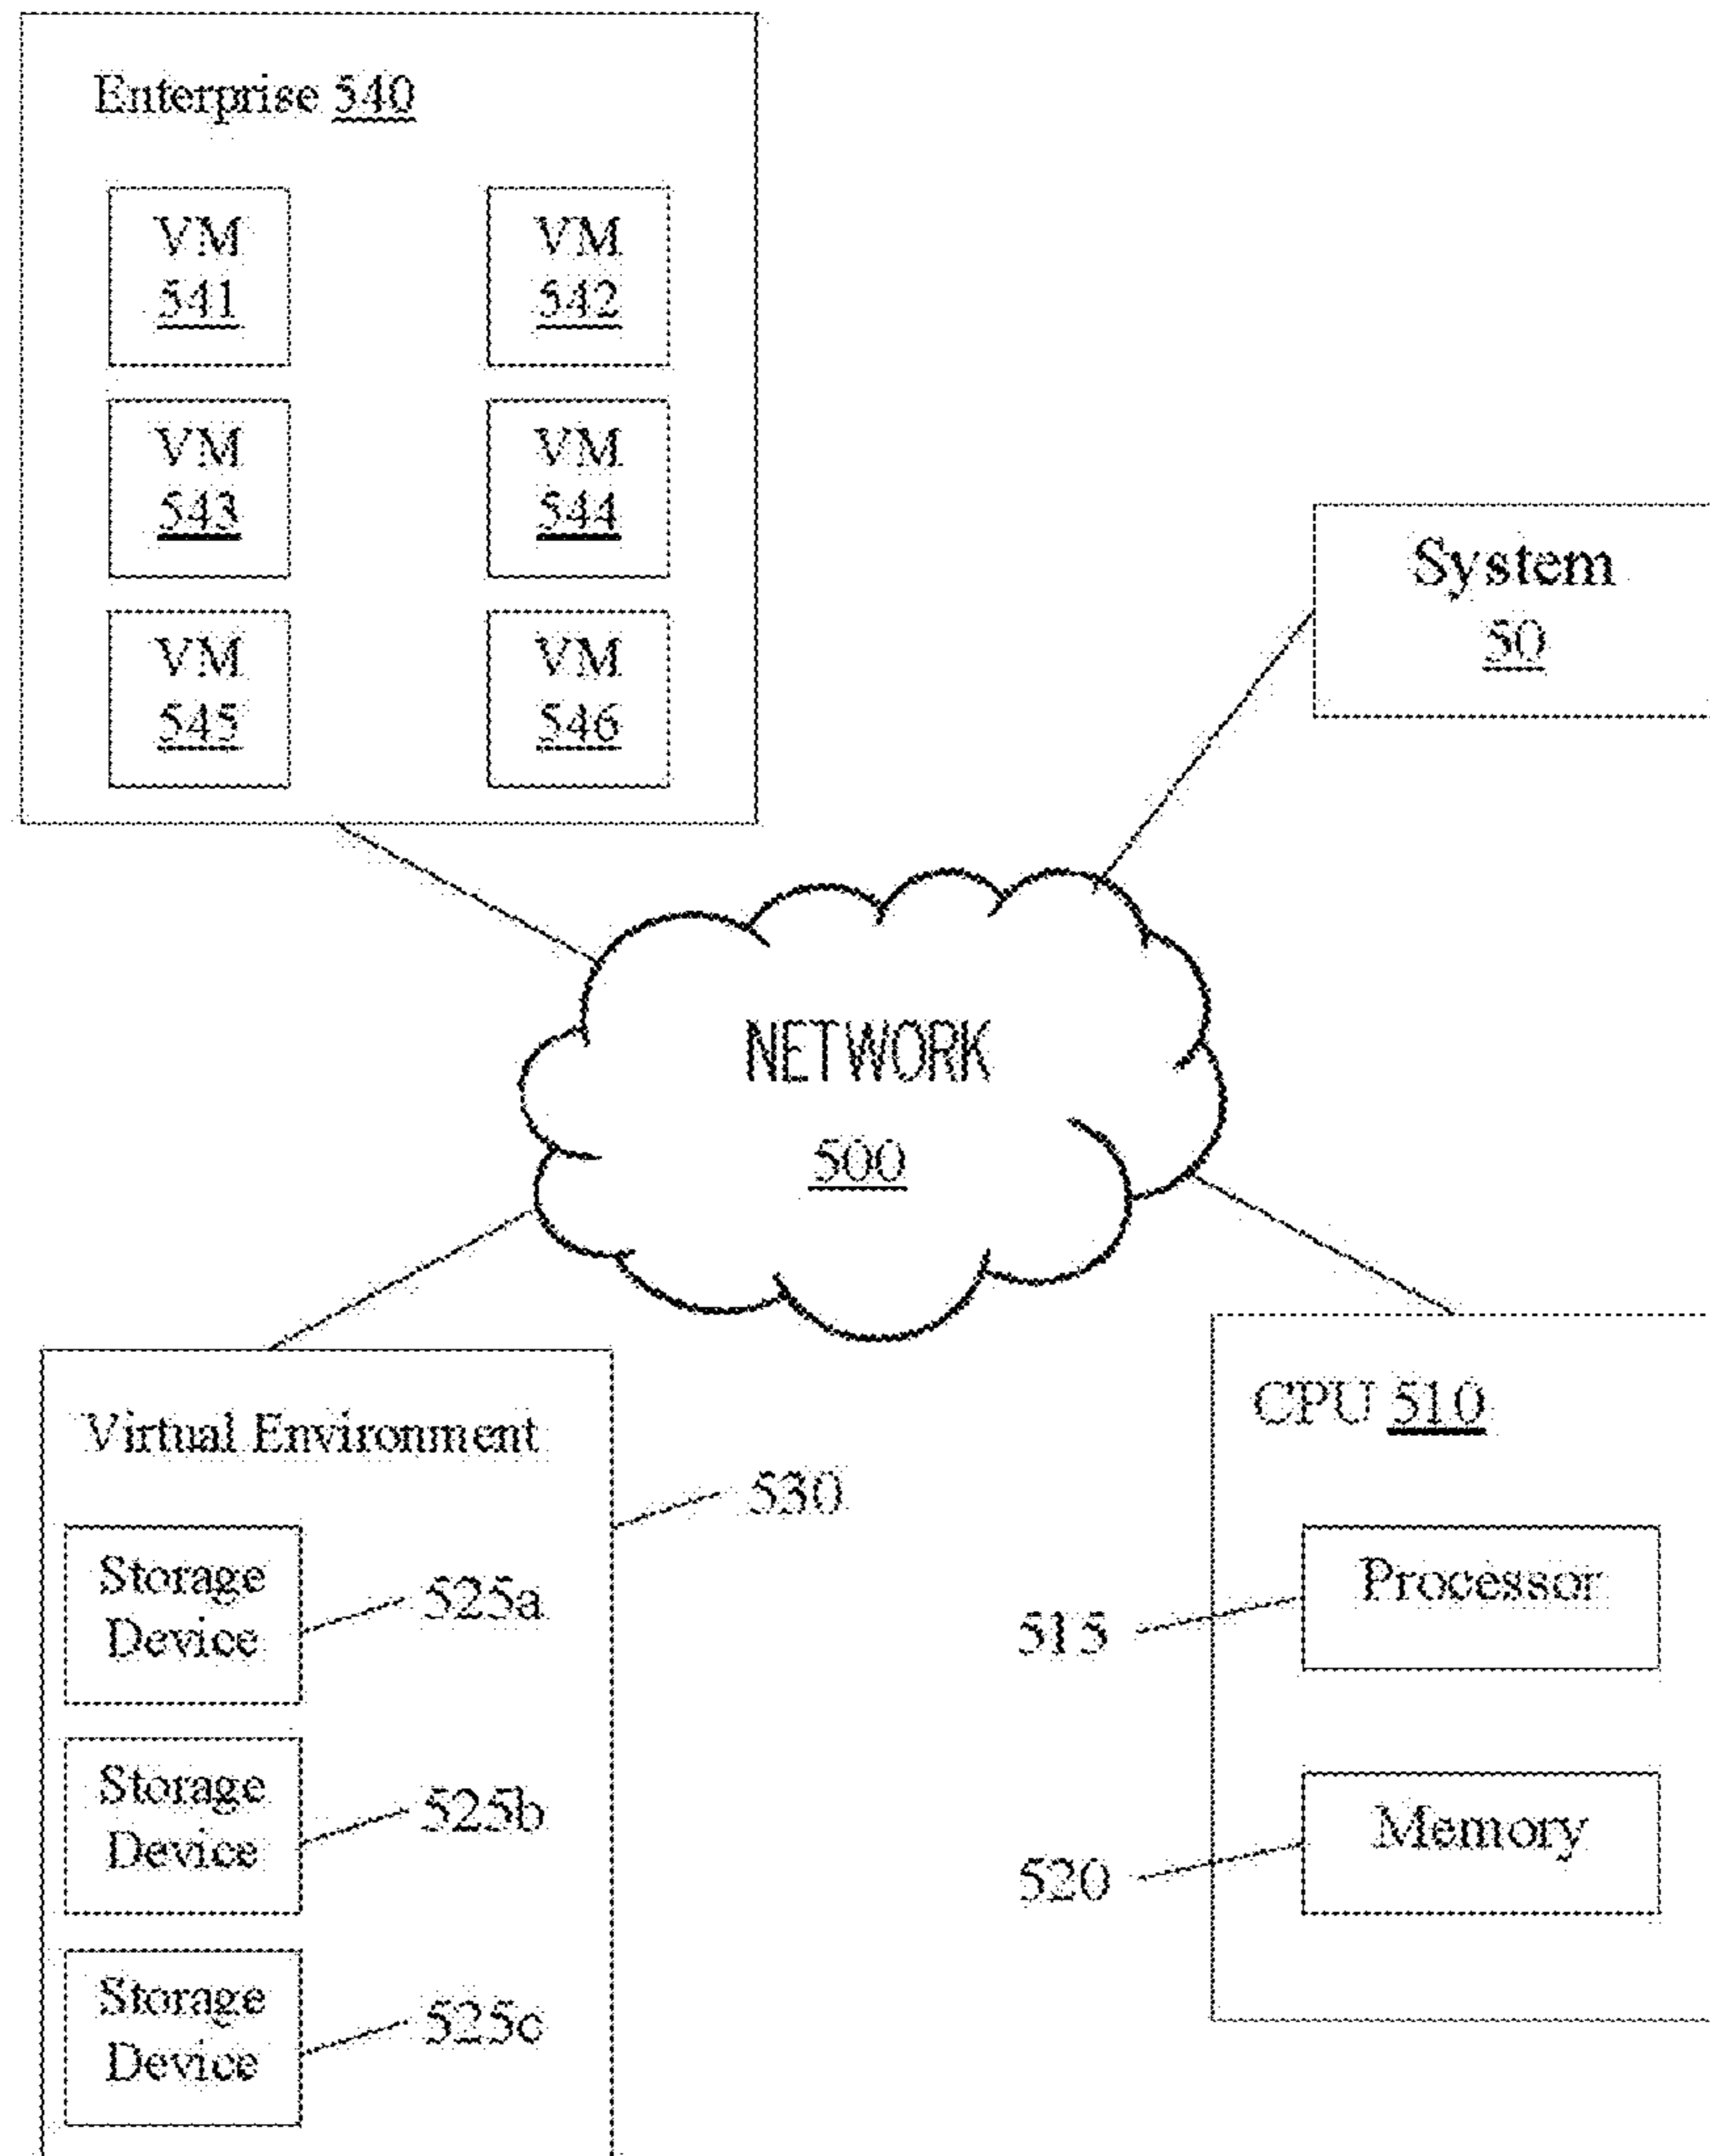 Enterprise 540
VM
541
VM
542
VM
543
VM
544
VM
545
VM
546
System
50
NETWORK
500
Virtual Environment
530
Storage
Device
525a
Storage
Device
525b
Storage
Device
525c
CPU 510
Processor
515
Memory
520